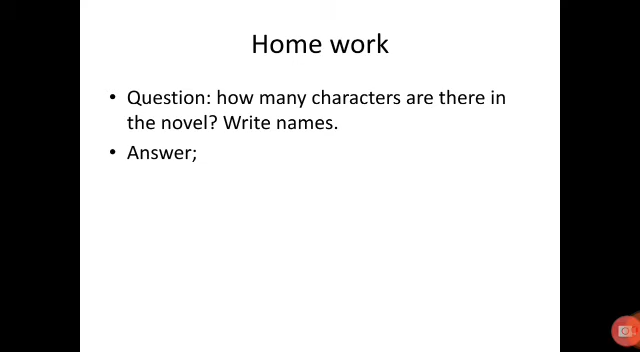 Home work
• Question: how many characters are there in
the novel? Write names.
• Answer;